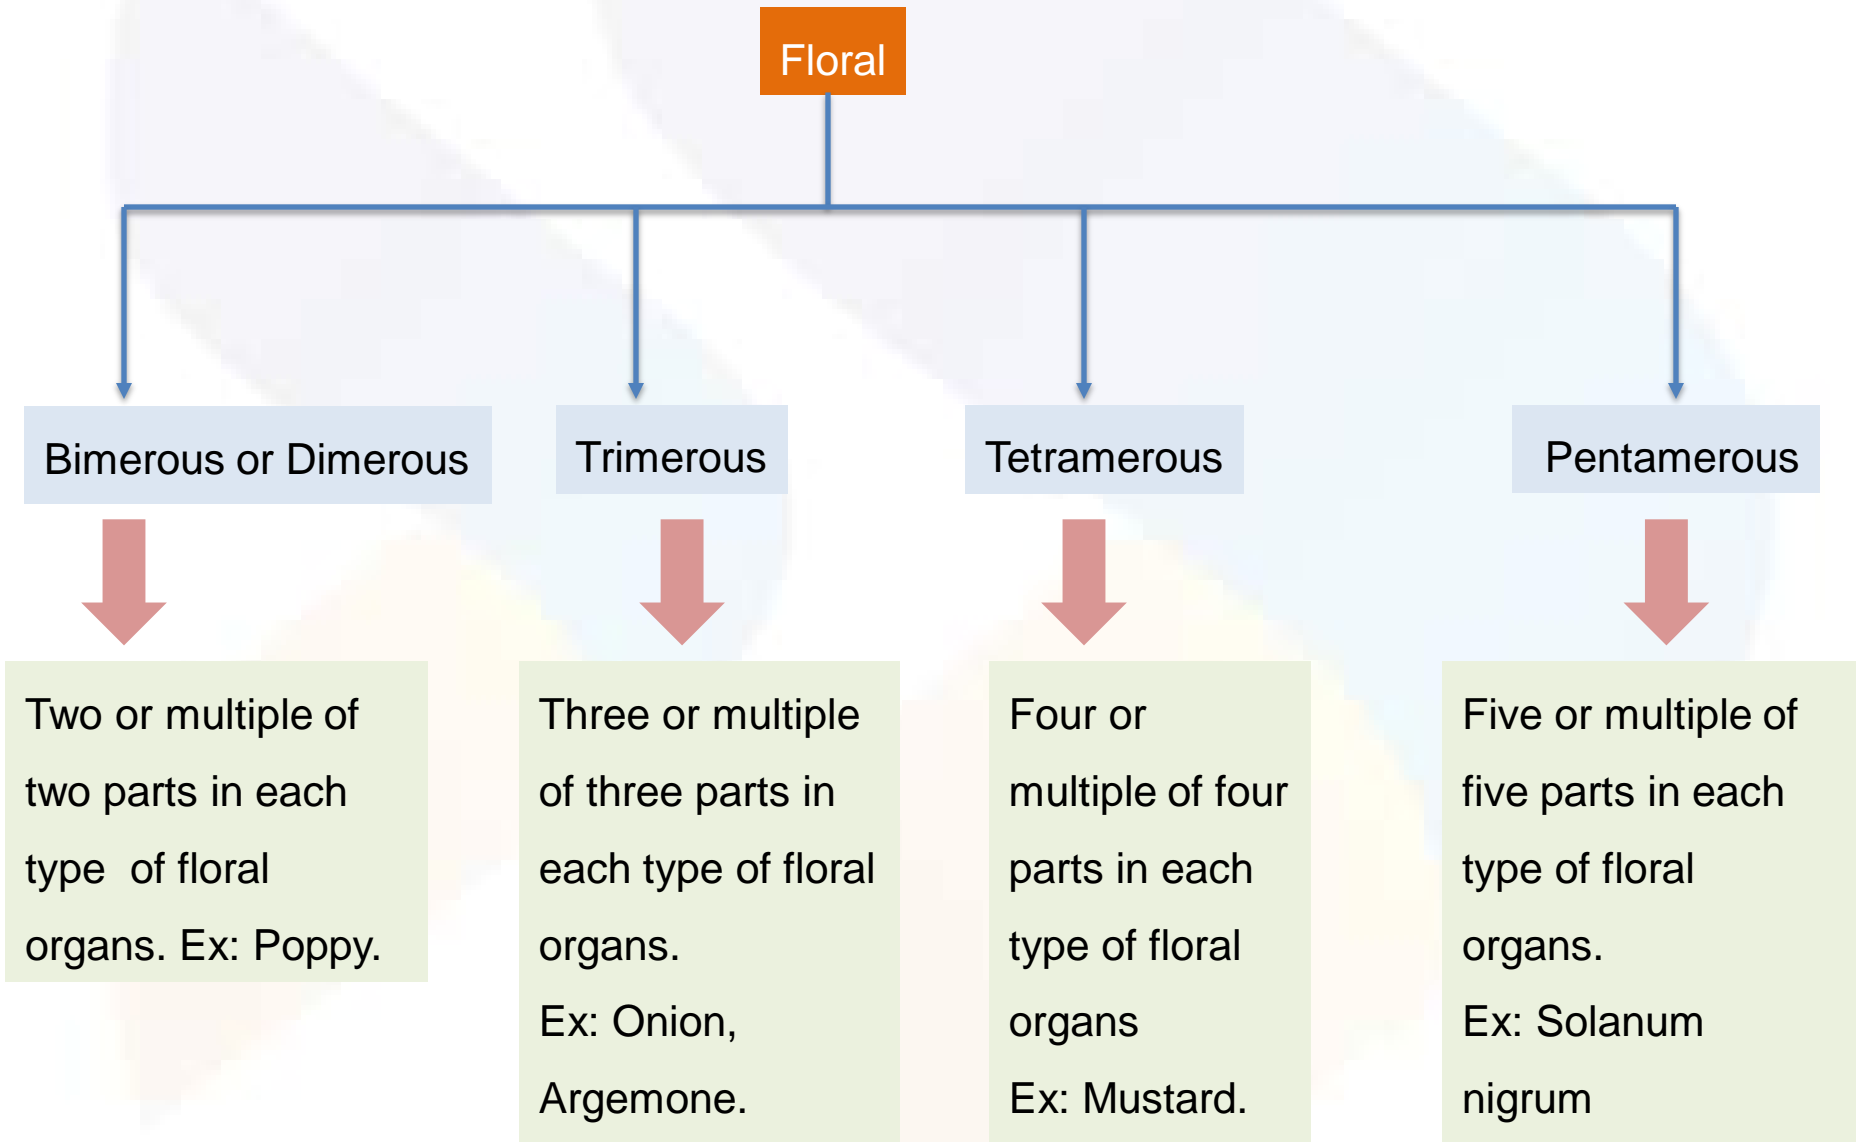 Floral
Bimerous or Dimerous
Trimerous
Tetramerous
Pentamerous
Two or multiple of
two parts in each
type of floral
organs. Ex: Poppy.
Three or multiple
of three parts in
each type of floral
organs.
Ex: Onion,
Argemone.
Four or
multiple of four
parts in each
type of floral
organs
Ex: Mustard.
Five or multiple of
five parts in each
type of floral
organs.
Ex: Solanum
nigrum